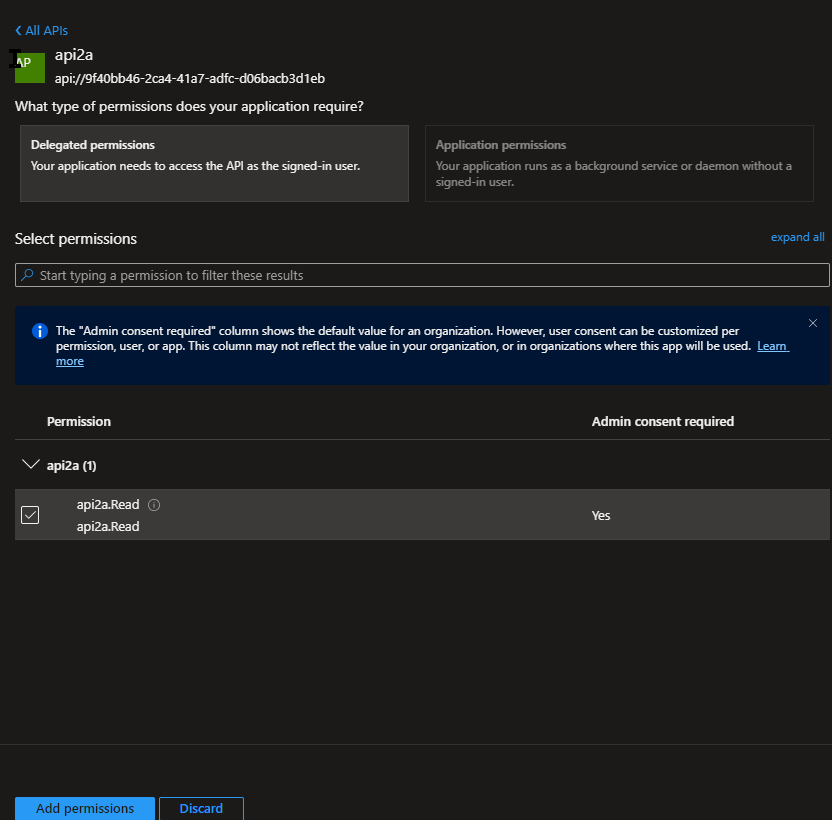 All APIs
AP
api2a
api://9f40bb46-2ca4-41a7-adfc-d06bacb3d1eb
What type of permissions does your application require?
Delegated permissions
Your application needs to access the API as the signed-in user.
Application permissions
Your application runs as a background service or daemon without a
signed-in user.
Select permissions
expand all
Start typing a permission to filter these results
The "Admin consent required" column shows the default value for an organization. However, user consent can be customized per
permission, user, or app. This column may not reflect the value in your organization, or in organizations where this app will be used. Learn
more
Permission
Admin consent required
api2a (1)
api2a.Read
api2a.Read
Yes
Add permissions
Discard